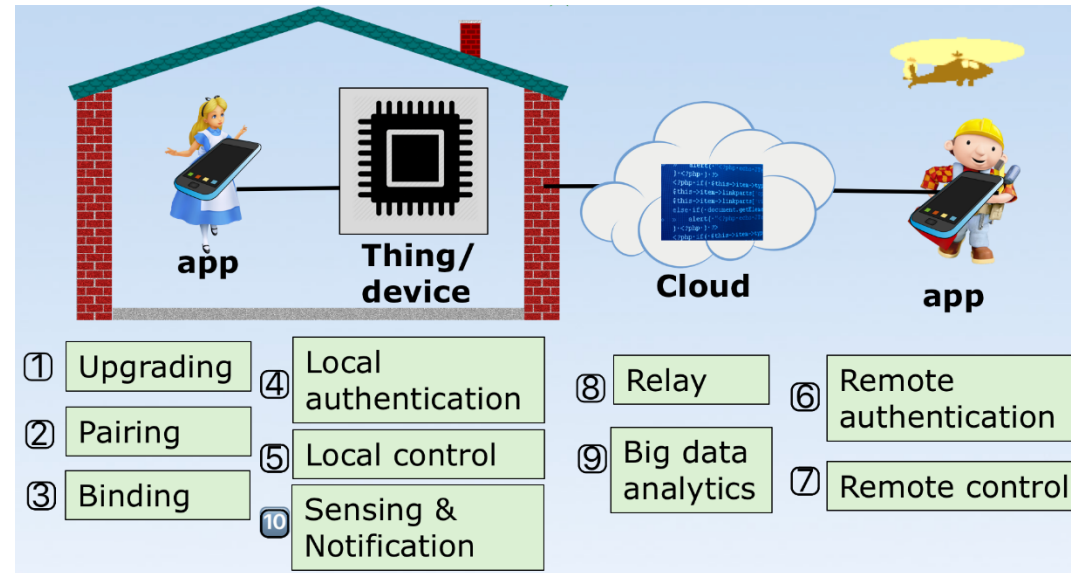 app
Thing/
device
Cloud
app
1 Upgrading
2 Pairing
3 Binding
4 Local
authentication
5 Local control
10 Sensing &
Notification
8 Relay
9 Big data
analytics
6 Remote
authentication
7 Remote control